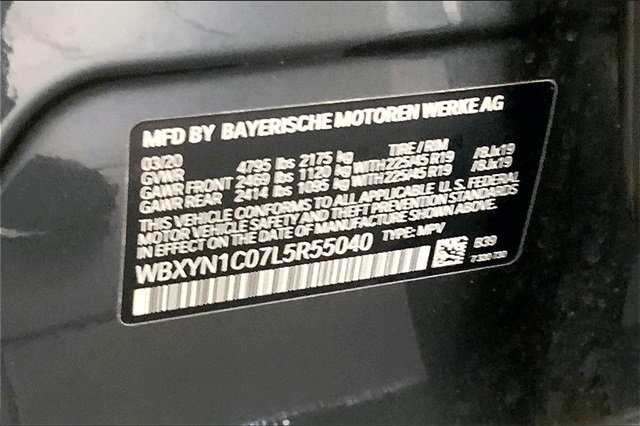 MFD BY BAYERISCHE MOTOREN WERKE AG
03/20 TIRE / RIM
GVWR 4795 lbs 2175 kg
GAWR FRONT 2469 lbs 1120 kg WITH 225/45 R19 /8Jx19
GAWR REAR 2414 lbs 1095 kg WITH 225/45 R19 /8Jx19
THIS VEHICLE CONFORMS TO ALL APPLICABLE U.S. FEDERAL
MOTOR VEHICLE SAFETY AND THEFT PREVENTION STANDARDS
IN EFFECT ON THE DATE OF MANUFACTURE SHOWN ABOVE.
WBXYN1C07L5R55040 TYPE: MPV
B39